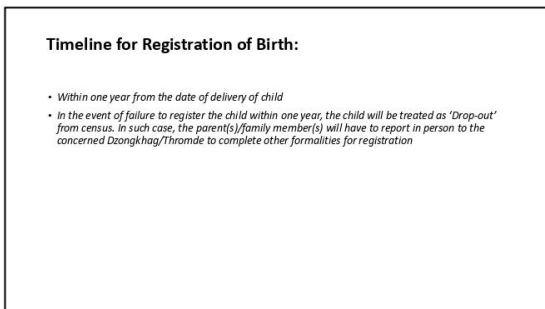 Timeline for Registration of Birth:
• Within one year from the date of delivery of child
• In the event of failure to register the child within one year, the child will be treated as ‘Drop-out’
from census. In such case, the parent(s)/family member(s) will have to report in person to the
concerned Dzongkhag/Thromde to complete other formalities for registration